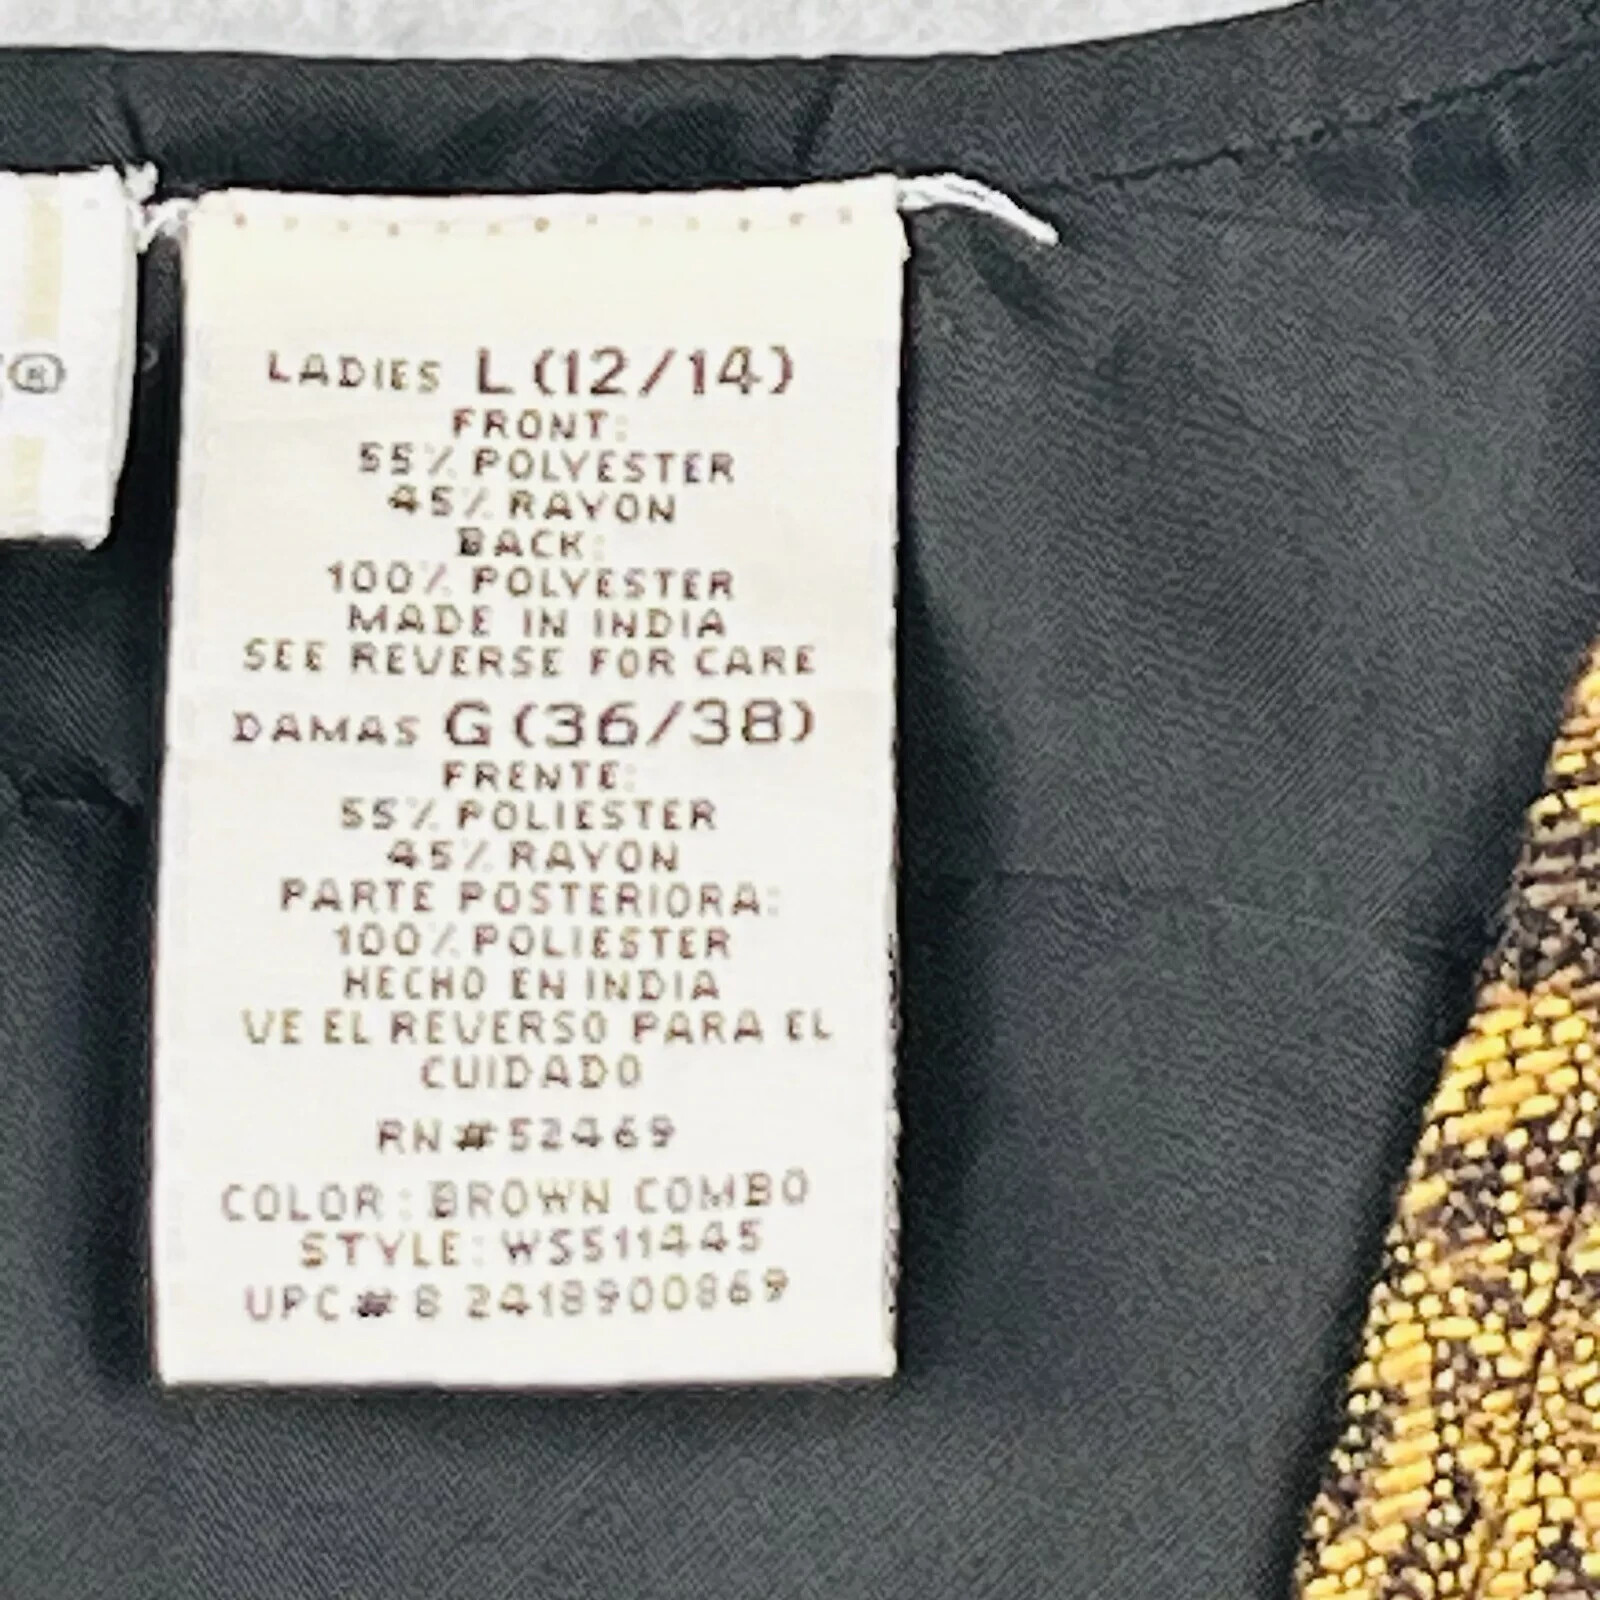 ®
LADIES L (12/14)
FRONT:
55% POLYESTER
45% RAYON
BACK:
100% POLYESTER
MADE IN INDIA
SEE REVERSE FOR CARE
DAMAS G (36/38)
FRENTE:
55% POLIESTER
45% RAYON
PARTE POSTERIORA:
100% POLIESTER
HECHO EN INDIA
VE EL REVERSO PARA EL
CUIDADO
RN#52469
COLOR: BROWN COMBO
STYLE: WS511445
UPC# 8 2418900869